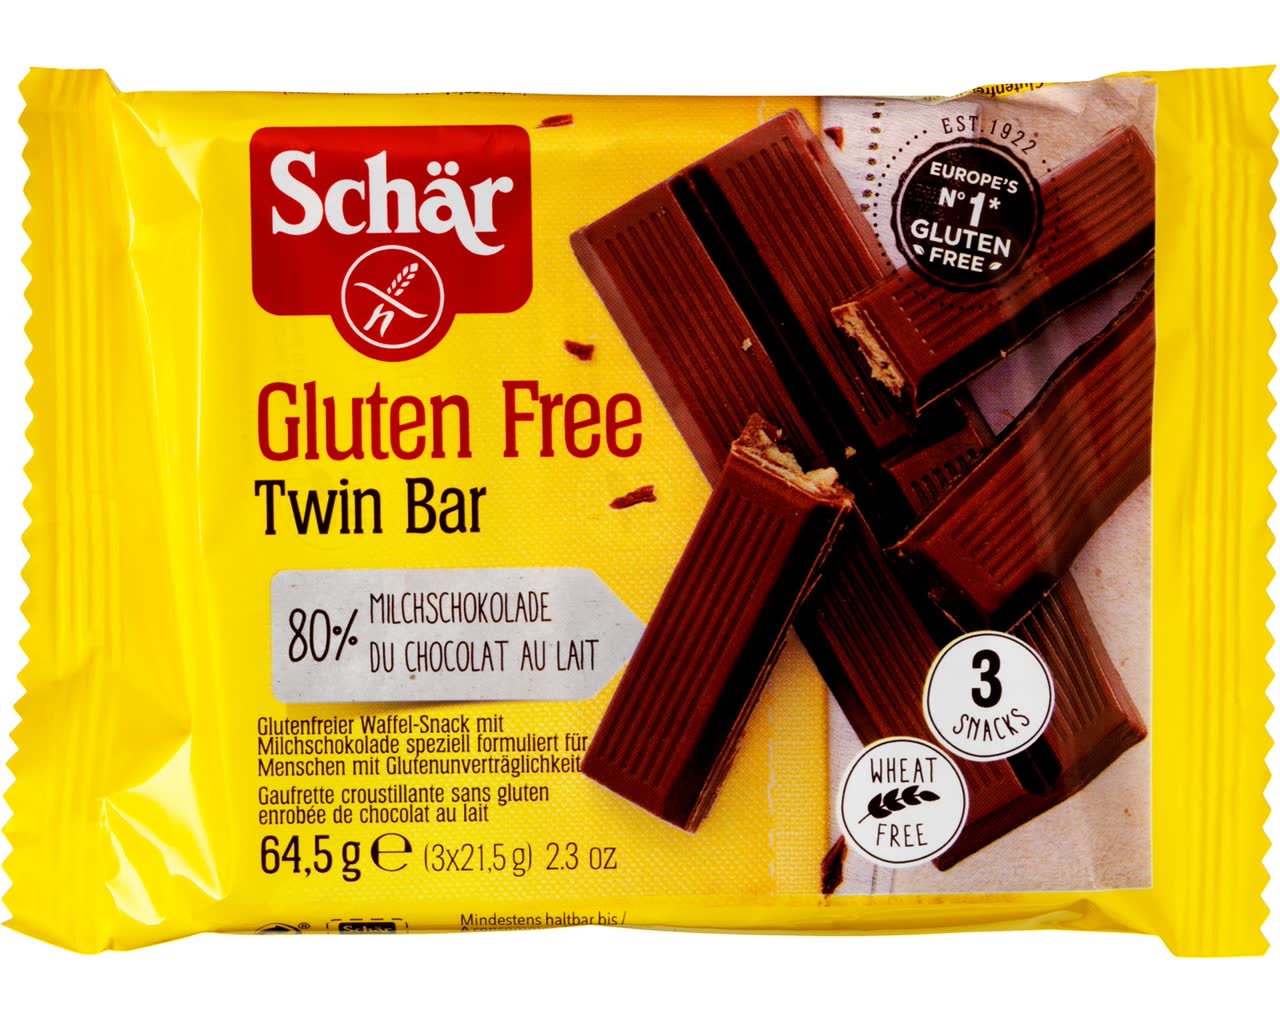 Schär
EST. 1922
EUROPE'S
N° 1*
GLUTEN
FREE
Gluten Free
Twin Bar
80% MILCHSCHOKOLADE
DU CHOCOLAT AU LAIT
Glutenfreier Waffel-Snack mit
Milchschokolade speziell formuliert für
Menschen mit Glutenunverträglichkeit
Gaufrette croustillante sans gluten
enrobée de chocolat au lait
64,5 g ℮ (3x21,5 g) 2.3 oz
3
SNACKS
WHEAT
FREE
Schär
Mindestens haltbar bis /